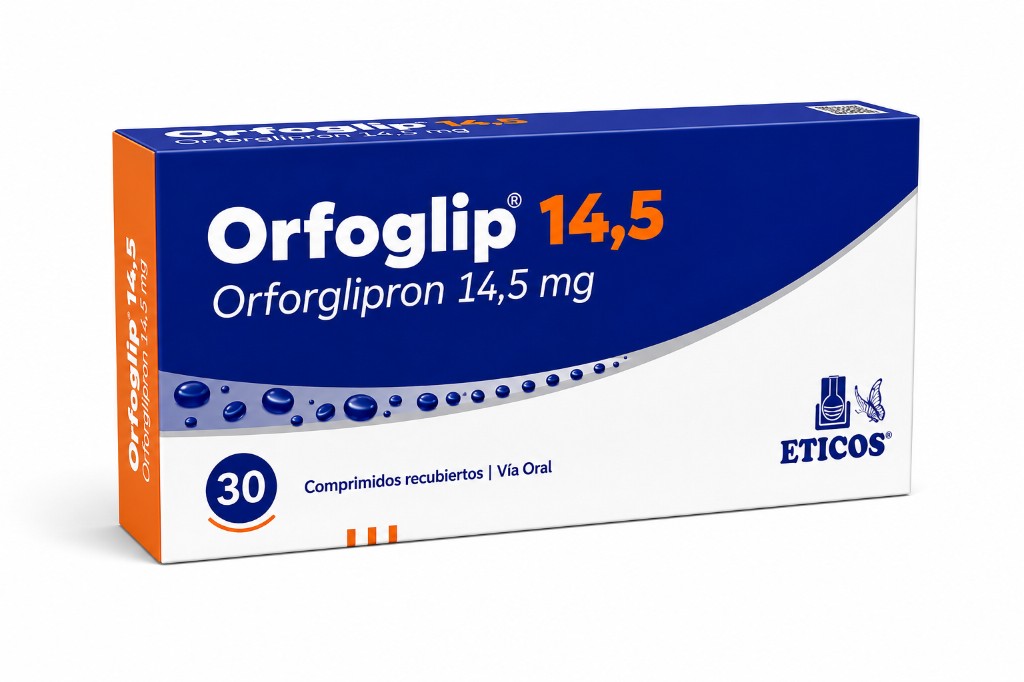 Orfoglip 14,5
Orforglipron 14,5 mg
Orfoglip® 14,5
Orforglipron 14,5 mg
Orfoglip® 14,5
Orforglipron 14,5 mg
30
Comprimidos recubiertos | Vía Oral
ETICOS®